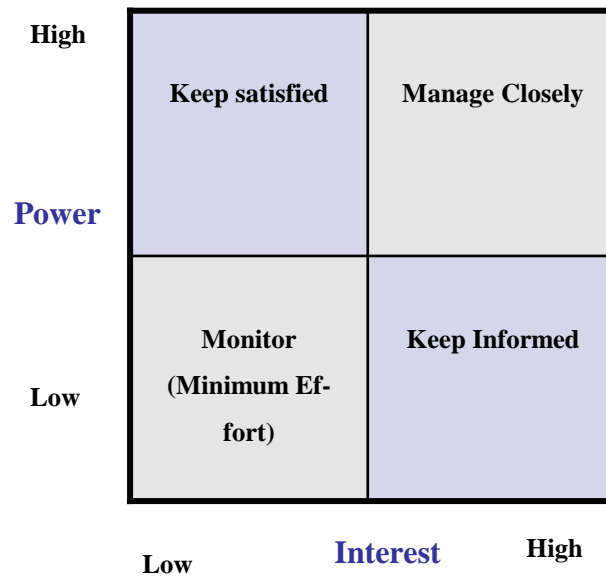 High
Keep satisfied
Manage Closely
Power
Monitor
(Minimum Ef-
fort)
Keep Informed
Low
Low
Interest
High